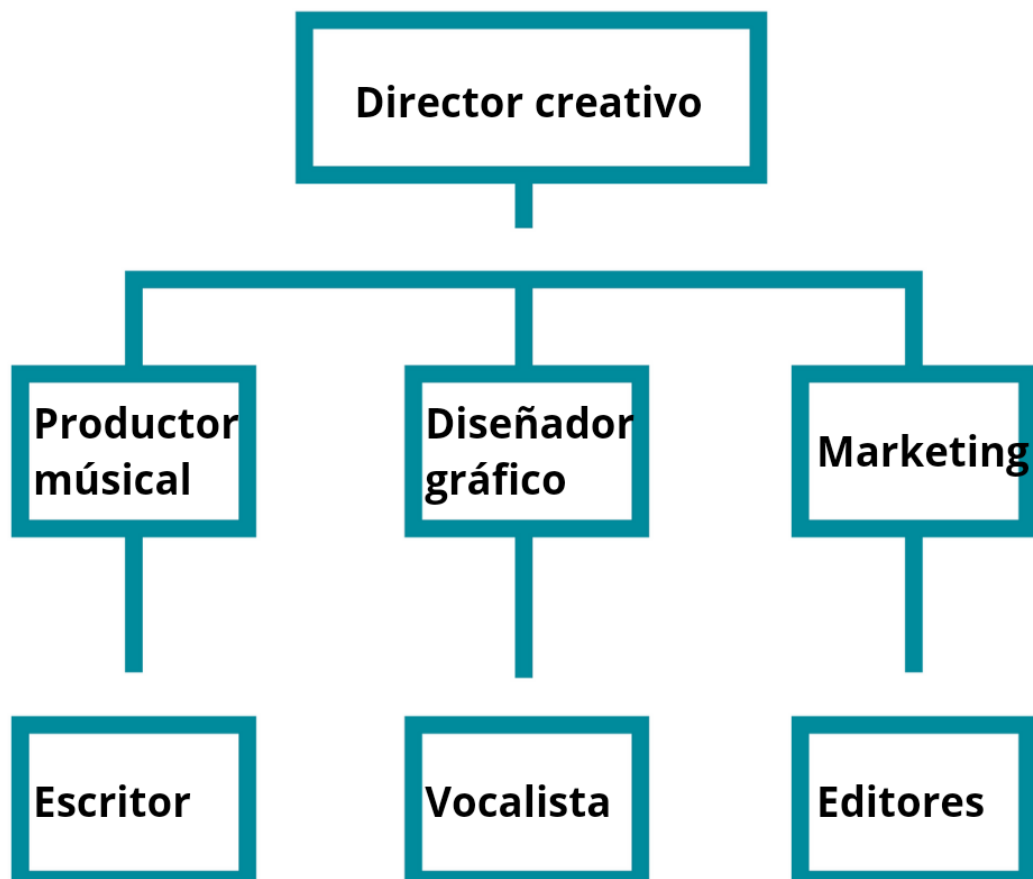 Director creativo
Productor
músical
Diseñador
gráfico
Marketing
Escritor
Vocalista
Editores